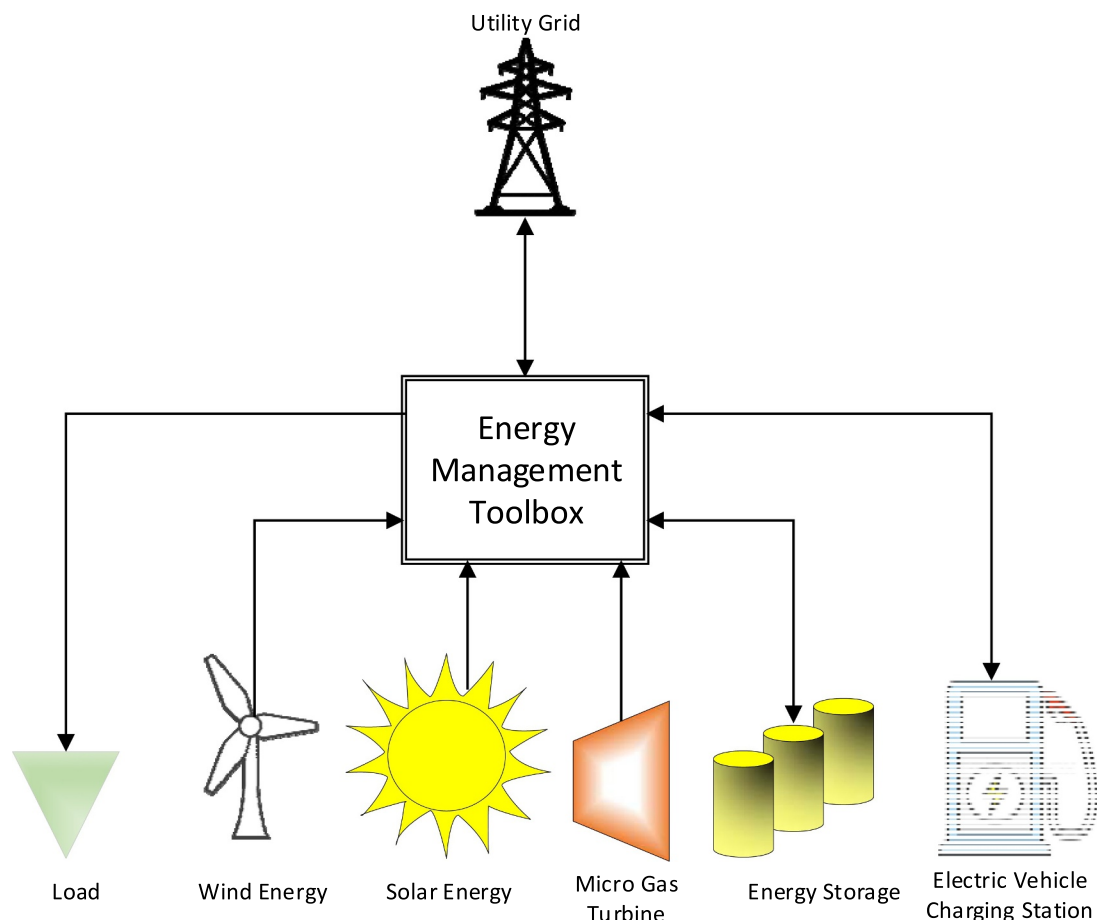 Utility Grid
Energy
Management
Toolbox
Load
Wind Energy
Solar Energy
Micro Gas
Turbine
Energy Storage
Electric Vehicle
Charging Station